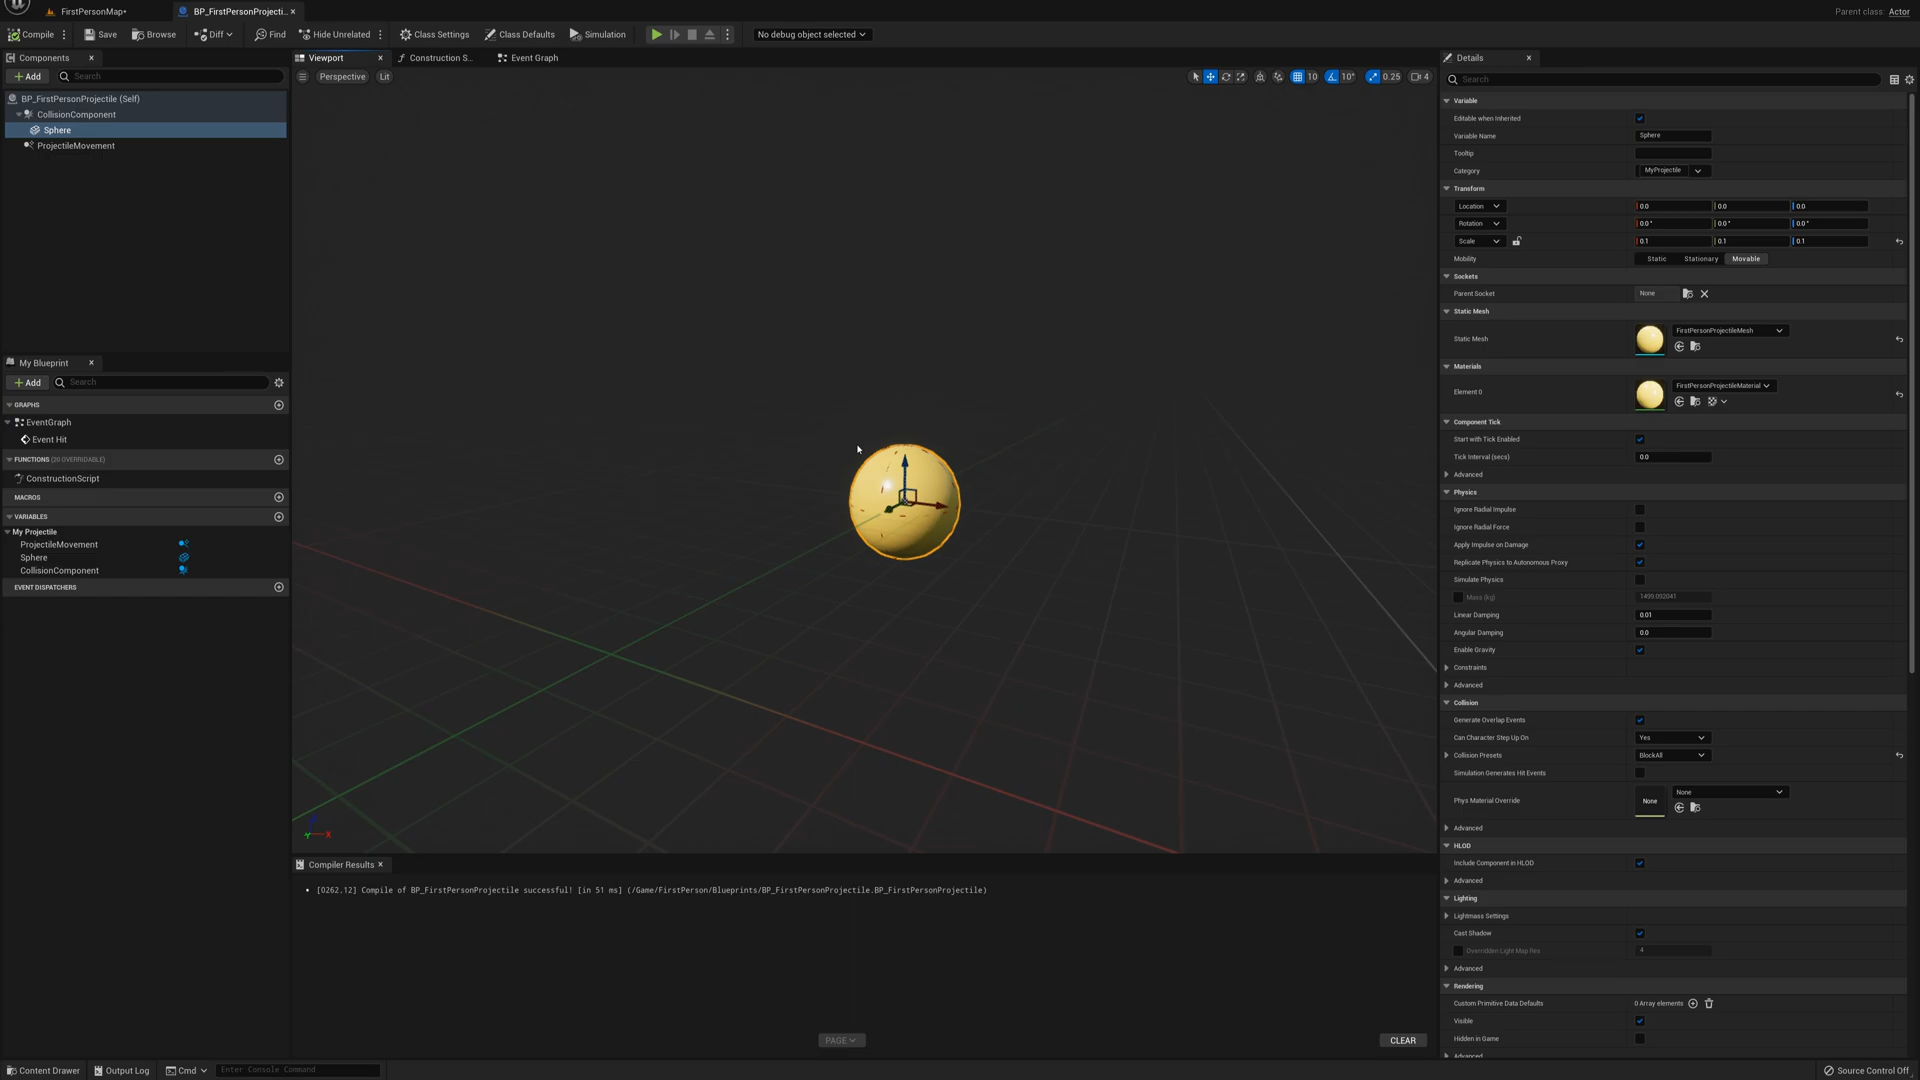 FirstPersonMap*
BP_FirstPersonProjecti..
Parent class: Actor
Compile
Save
Browse
Diff
Find
Hide Unrelated
Class Settings
Class Defaults
Simulation
No debug object selected
Components
Add
Search
BP_FirstPersonProjectile (Self)
CollisionComponent
Sphere
ProjectileMovement
My Blueprint
Add
Search
GRAPHS
EventGraph
Event Hit
FUNCTIONS (20 OVERRIDABLE)
ConstructionScript
MACROS
VARIABLES
My Projectile
ProjectileMovement
Sphere
CollisionComponent
EVENT DISPATCHERS
Viewport
Construction S...
Event Graph
Perspective
Lit
10
10°
0.25
4
X
Compiler Results
[0262.12] Compile of BP_FirstPersonProjectile successful! [in 51 ms] (/Game/FirstPerson/Blueprints/BP_FirstPersonProjectile.BP_FirstPersonProjectile)
PAGE
CLEAR
Details
Search
Variable
Editable when Inherited
Variable Name Sphere
Tooltip
Category MyProjectile
Transform
Location 0.0 0.0 0.0
Rotation 0.0° 0.0° 0.0°
Scale 0.1 0.1 0.1
Mobility Static Stationary Movable
Sockets
Parent Socket None
Static Mesh
Static Mesh FirstPersonProjectileMesh
Materials
Element 0 FirstPersonProjectileMaterial
Component Tick
Start with Tick Enabled
Tick Interval (secs) 0.0
Advanced
Physics
Ignore Radial Impulse
Ignore Radial Force
Apply Impulse on Damage
Replicate Physics to Autonomous Proxy
Simulate Physics
Mass (kg) 1499.092041
Linear Damping 0.01
Angular Damping 0.0
Enable Gravity
Constraints
Advanced
Collision
Generate Overlap Events
Can Character Step Up On Yes
Collision Presets BlockAll
Simulation Generates Hit Events
Phys Material Override None None
Advanced
HLOD
Include Component in HLOD
Advanced
Lighting
Lightmass Settings
Cast Shadow
Overridden Light Map Res 4
Advanced
Rendering
Custom Primitive Data Defaults 0 Array elements
Visible
Hidden in Game
Advanced
Content Drawer
Output Log
Cmd
Enter Console Command
Source Control Off